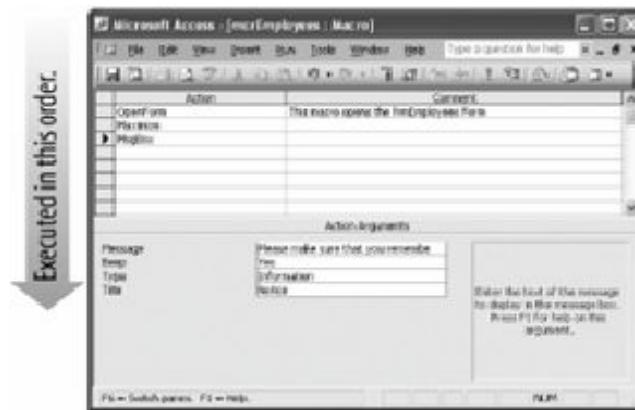 Executed in this order.
Microsoft Access - [mcrEmployees : Macro]
File Edit View Insert Run Tools Window Help Type a question for help
Action Comment
OpenForm This macro opens the frmEmployees form
Maximize
MsgBox
Action Arguments
Message Please make sure that you remembe
Beep Yes
Type Information
Title Notice
Enter the text of the message
to display in the message box.
Press F1 for help on this
argument.
F6 = Switch panes. F1 = Help. NUM